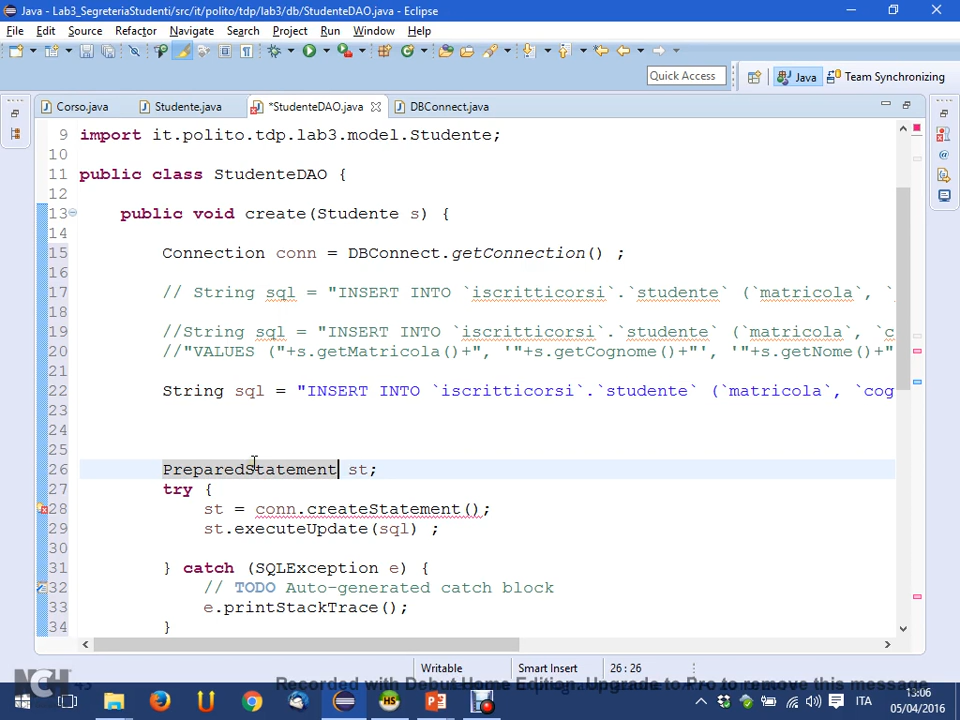 Java - Lab3_SegreteriaStudenti/src/it/polito/tdp/lab3/db/StudenteDAO.java - Eclipse
File Edit Source Refactor Navigate Search Project Run Window Help
Quick Access
Java
Team Synchronizing
Corso.java
Studente.java
*StudenteDAO.java
DBConnect.java
9 import it.polito.tdp.lab3.model.Studente;
10
11 public class StudenteDAO {
12
13 public void create(Studente s) {
14
15 Connection conn = DBConnect.getConnection() ;
16
17 // String sql = "INSERT INTO `iscritticorsi`.`studente` (`matricola`, `
18
19 //String sql = "INSERT INTO `iscritticorsi`.`studente` (`matricola`, `c
20 //"VALUES ("+s.getMatricola()+", '"+s.getCognome()+"', '"+s.getNome()+"
21
22 String sql = "INSERT INTO `iscritticorsi`.`studente` (`matricola`, `cog
23
24
25
26 PreparedStatement st;
27 try {
28 st = conn.createStatement();
29 st.executeUpdate(sql) ;
30
31 } catch (SQLException e) {
32 // TODO Auto-generated catch block
33 e.printStackTrace();
34 }
Writable
Smart Insert
26 : 26
NCH
Recorded with Debut Home Edition. Upgrade to Pro to remove this message
ITA
13:06
05/04/2016